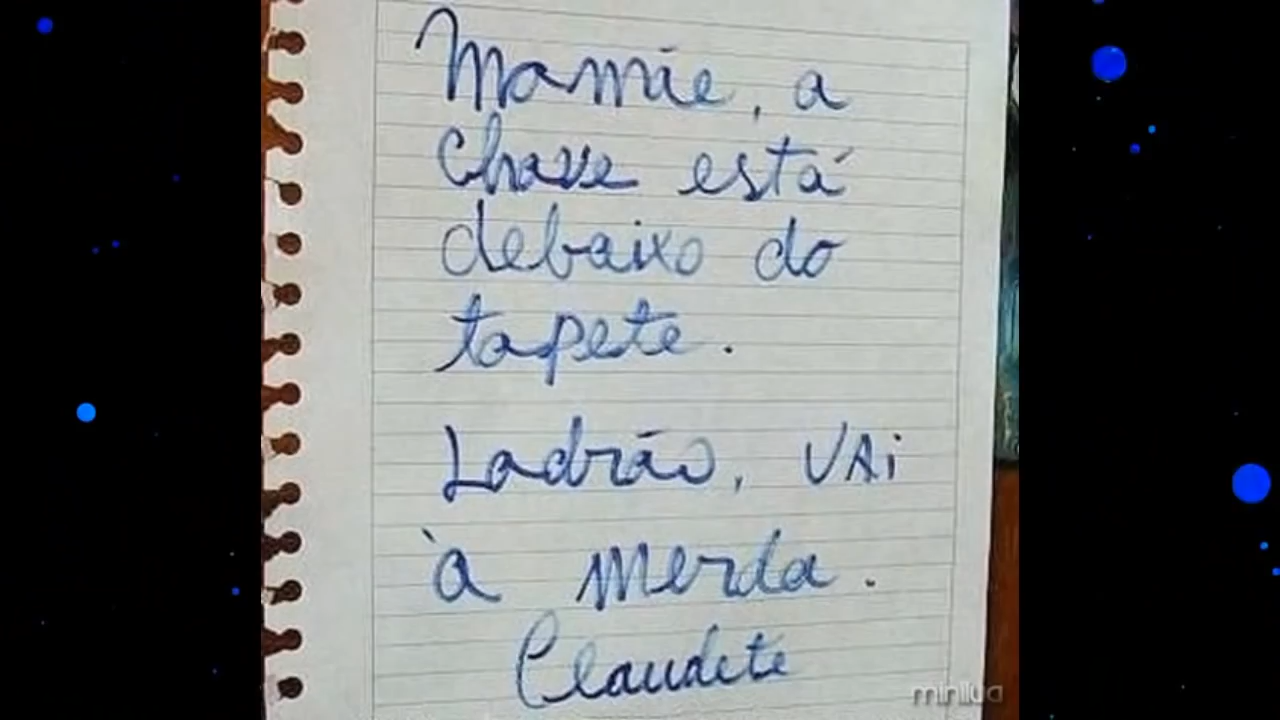 Mamãe, a
chave está
debaixo do
tapete.
Ladrão, VAi
à merda.
Claudete
minilua